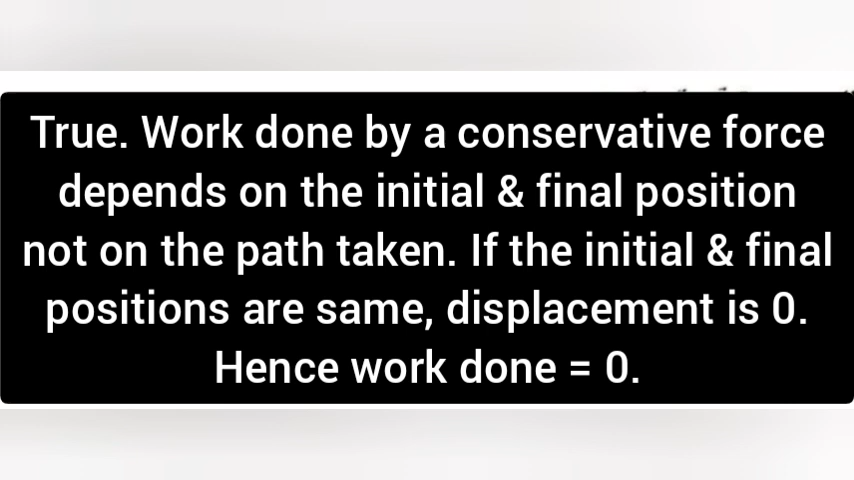 True. Work done by a conservative force
depends on the initial & final position
not on the path taken. If the initial & final
positions are same, displacement is 0.
Hence work done = 0.